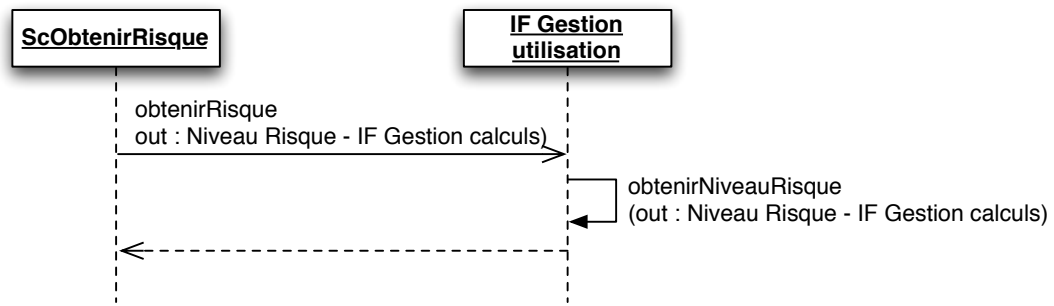 ScObtenirRisque
IF Gestion
utilisation
obtenirRisque
out : Niveau Risque - IF Gestion calculs)
obtenirNiveauRisque
(out : Niveau Risque - IF Gestion calculs)